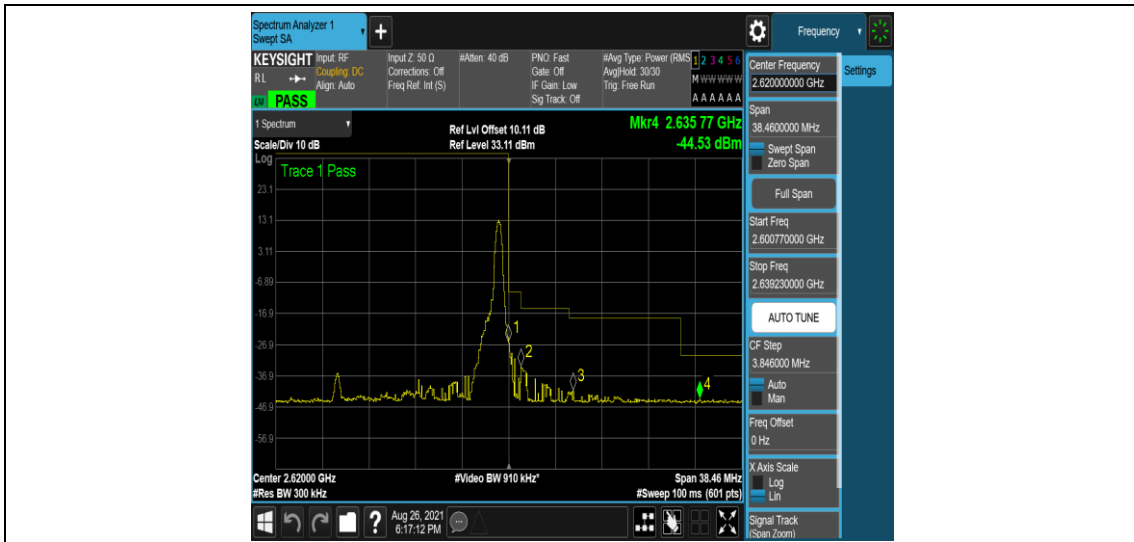 Spectrum Analyzer 1
Swept SA
Frequency
KEYSIGHT
RL
LM PASS
Input: RF
Coupling: DC
Align: Auto
Input Z: 50 Ω
Corrections: Off
Freq Ref: Int (S)
#Atten: 40 dB
PNO: Fast
Gate: Off
IF Gain: Low
Sig Track: Off
#Avg Type: Power (RMS
Avg|Hold: 30/30
Trig: Free Run
1 2 3 4 5 6
M W W W W W
A A A A A A
Center Frequency
2.620000000 GHz
Settings
1 Spectrum
Scale/Div 10 dB
Ref Lvl Offset 10.11 dB
Ref Level 33.11 dBm
Mkr4 2.635 77 GHz
-44.53 dBm
Log
Trace 1 Pass
23.1
13.1
3.11
-6.89
-16.9
-26.9
-36.9
-46.9
-56.9
1
2
3
4
Span
38.4600000 MHz
Swept Span
Zero Span
Full Span
Start Freq
2.600770000 GHz
Stop Freq
2.639230000 GHz
AUTO TUNE
CF Step
3.846000 MHz
Auto
Man
Freq Offset
0 Hz
X Axis Scale
Log
Lin
Signal Track
(Span Zoom)
Center 2.62000 GHz
#Res BW 300 kHz
#Video BW 910 kHz*
Span 38.46 MHz
#Sweep 100 ms (601 pts)
?
Aug 26, 2021
6:17:12 PM